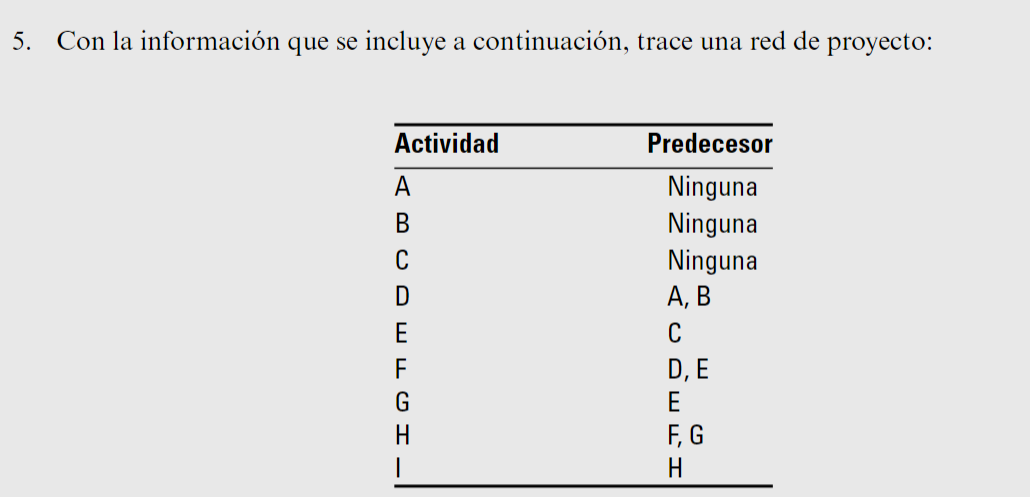 5. Con la información que se incluye a continuación, trace una red de proyecto:
Actividad Predecesor
A Ninguna
B Ninguna
C Ninguna
D A, B
E C
F D, E
G E
H F, G
I H